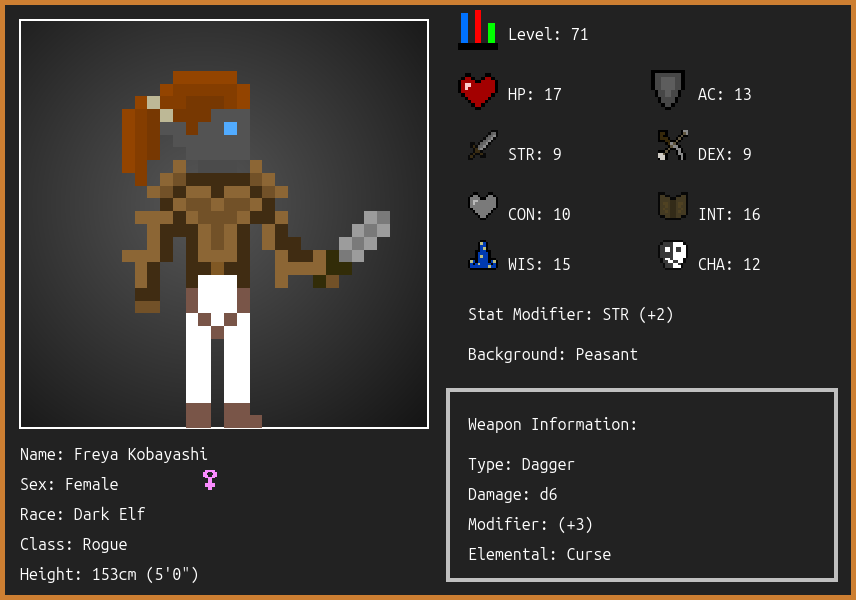 Level: 71
HP: 17
AC: 13
STR: 9
DEX: 9
CON: 10
INT: 16
WIS: 15
CHA: 12
Stat Modifier: STR (+2)
Background: Peasant
Weapon Information:
Type: Dagger
Damage: d6
Modifier: (+3)
Elemental: Curse
Name: Freya Kobayashi
Sex: Female
Race: Dark Elf
Class: Rogue
Height: 153cm (5'0")